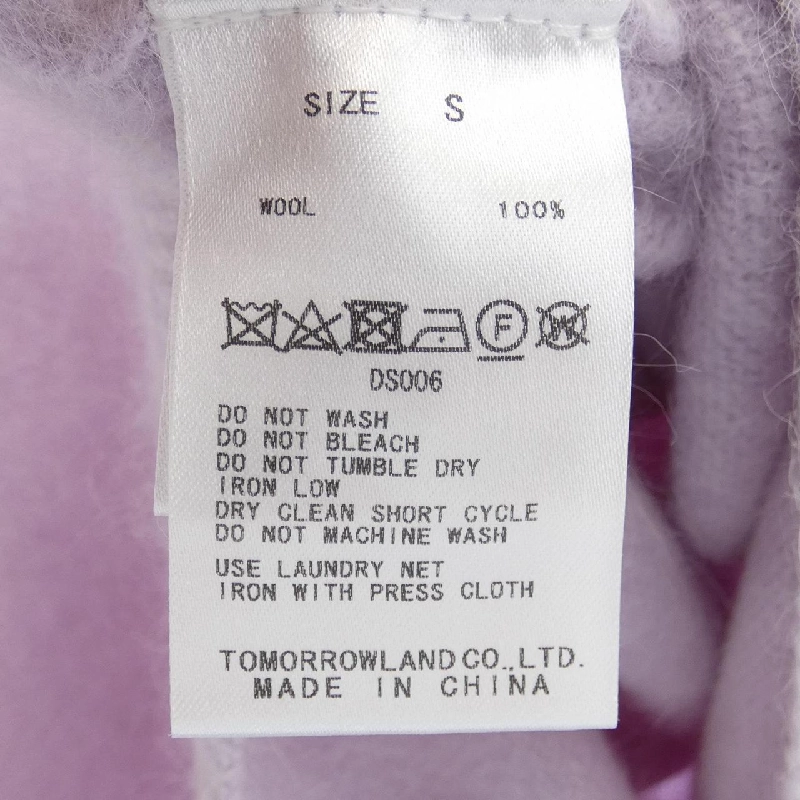 SIZE S
WOOL 100%
F W
DS006
DO NOT WASH
DO NOT BLEACH
DO NOT TUMBLE DRY
IRON LOW
DRY CLEAN SHORT CYCLE
DO NOT MACHINE WASH
USE LAUNDRY NET
IRON WITH PRESS CLOTH
TOMORROWLAND CO.,LTD.
MADE IN CHINA